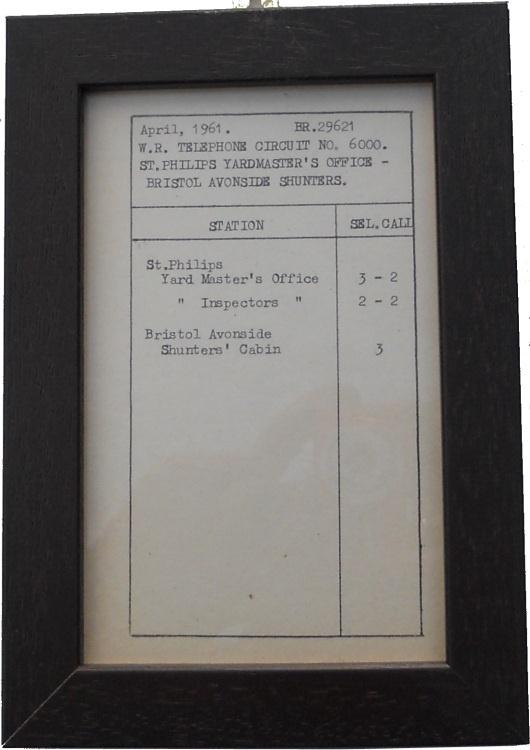 April, 1961. BR.29621
W.R. TELEPHONE CIRCUIT NO. 6000.
ST.PHILIPS YARDMASTER'S OFFICE -
BRISTOL AVONSIDE SHUNTERS.
STATION SEL.CALL
St.Philips
Yard Master's Office 3 - 2
" Inspectors " 2 - 2
Bristol Avonside
Shunters' Cabin 3